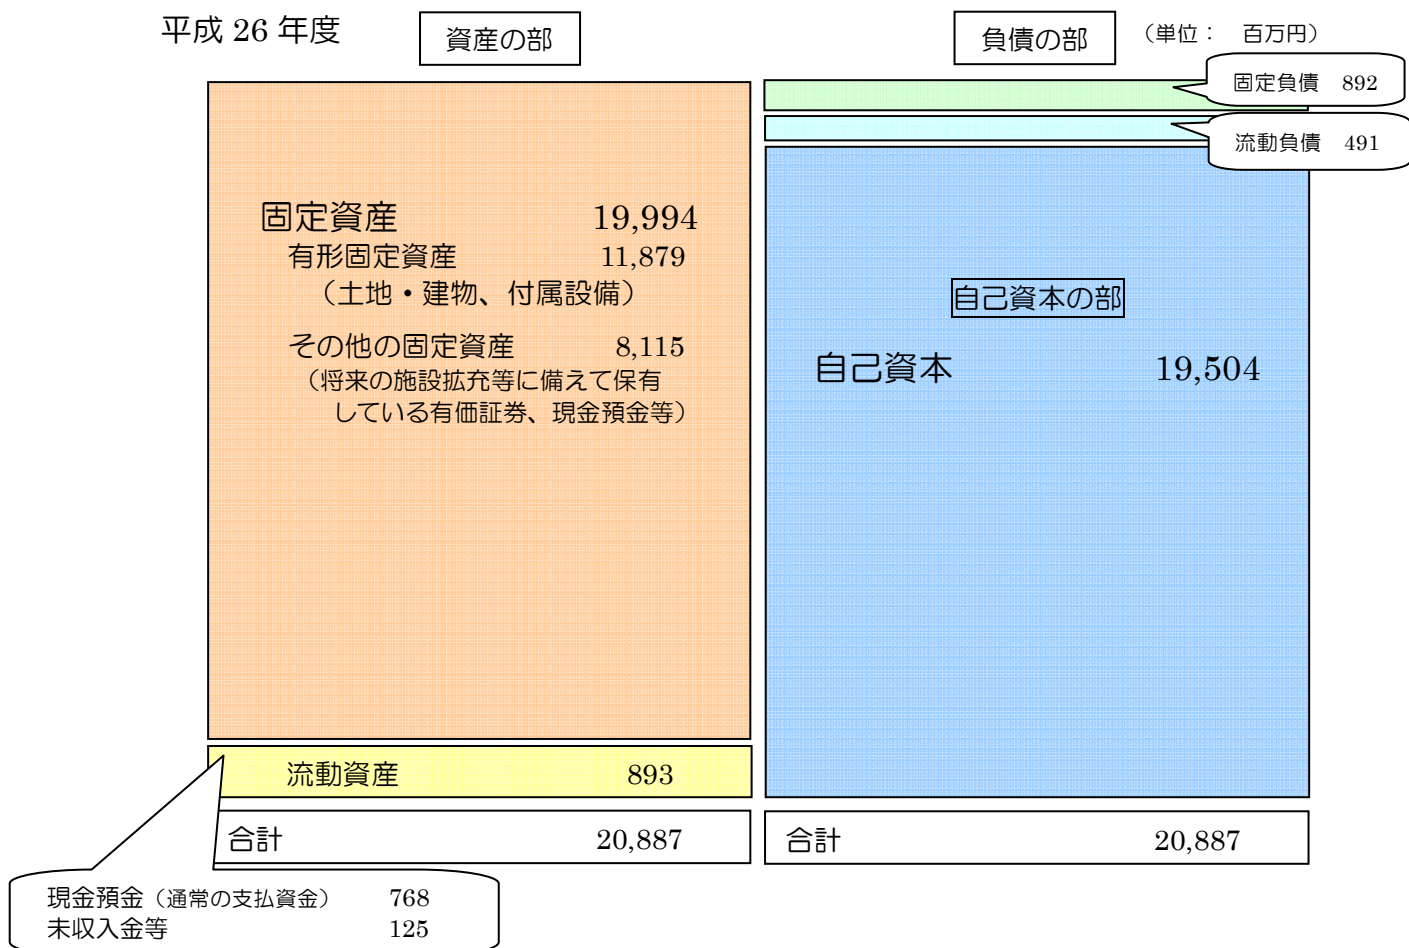 平成 26 年度
資産の部
負債の部
（単位： 百万円）
固定負債 892
流動負債 491
固定資産 19,994
有形固定資産 11,879
（土地・建物、付属設備）
その他の固定資産 8,115
（将来の施設拡充等に備えて保有
している有価証券、現金預金等）
自己資本の部
自己資本 19,504
流動資産 893
合計 20,887
合計 20,887
現金預金（通常の支払資金） 768
未収入金等 125